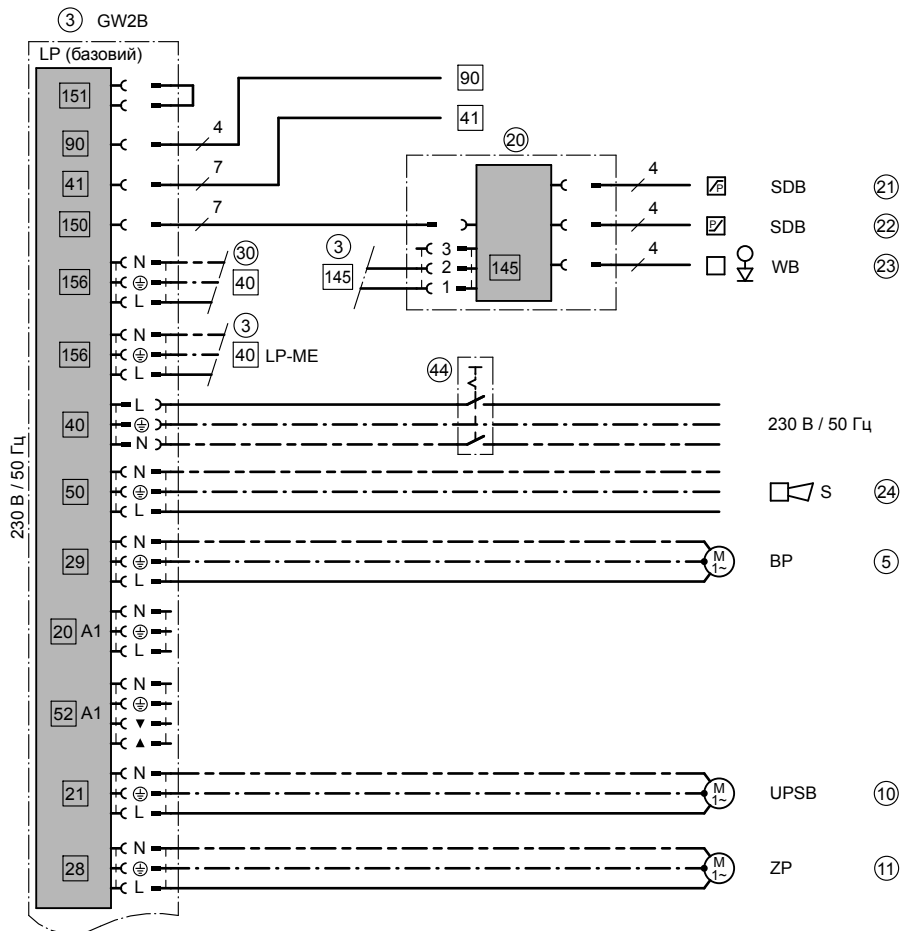 3 GW2B
LP (базовий)
151
90
90
4
41
41
7
20
150
7
4
SDB 21
4
SDB 22
4
WB 23
3
145
3
2
1
145
156
N
L
30
40
156
N
L
3
40 LP-ME
44
40
L
N
230 В / 50 Гц
230 В / 50 Гц
50
N
L
S 24
29
N
L
M
1~
BP 5
20 A1
N
L
52 A1
N
▼
▲
21
N
L
M
1~
UPSB 10
28
N
L
M
1~
ZP 11
P
P